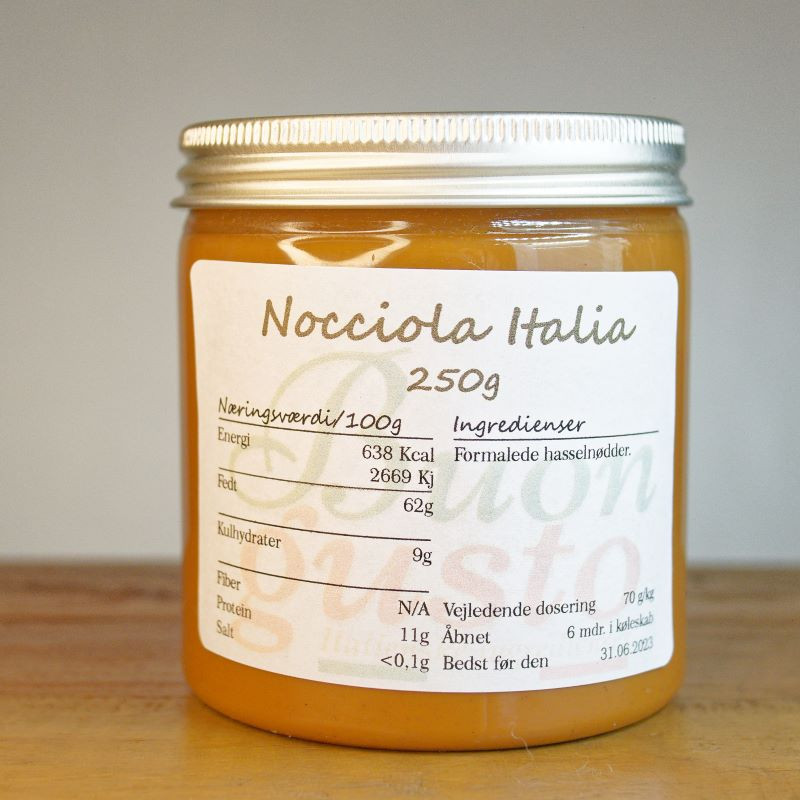 Nocciola Italia
250g
Næringsværdi/100g
Energi
638 Kcal
2669 Kj
Fedt
62g
Kulhydrater
9g
Fiber
N/A
Protein
11g
Salt
<0,1g
Ingredienser
Formalede hasselnødder.
Vejledende dosering 70 g/kg
Åbnet 6 mdr. i køleskab
Bedst før den 31.06.2023
Buon
gusto